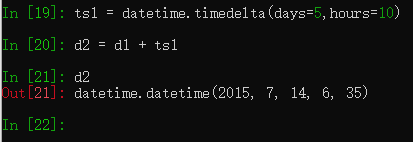 In [19]: ts1 = datetime.timedelta(days=5,hours=10)
In [20]: d2 = d1 + ts1
In [21]: d2
Out[21]: datetime.datetime(2015, 7, 14, 6, 35)
In [22]: